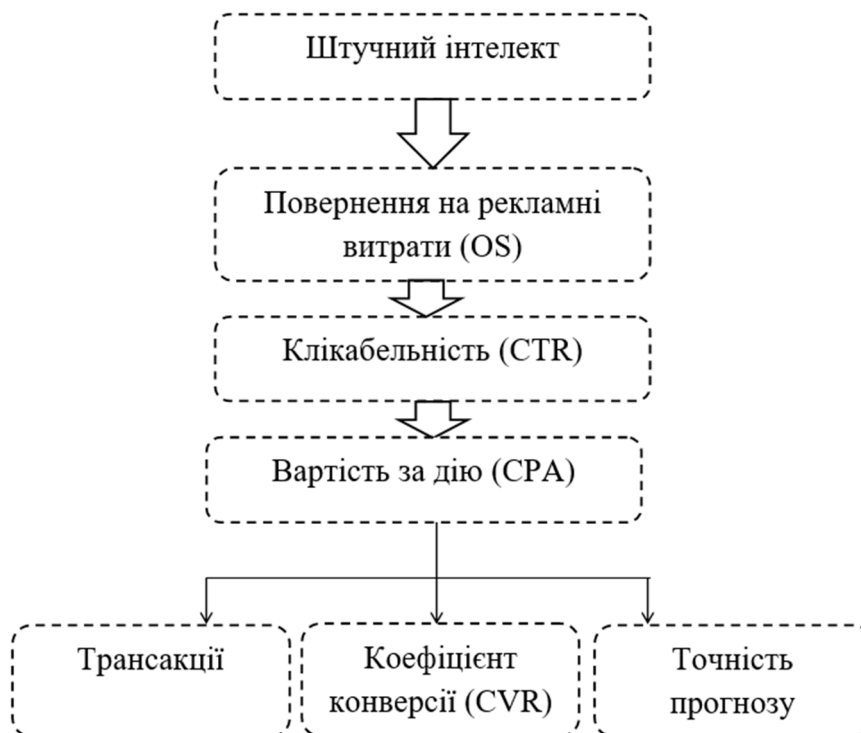 Штучний інтелект
Повернення на рекламні
витрати (OS)
Клікабельність (CTR)
Вартість за дію (CPA)
Трансакції
Коефіцієнт
конверсії (CVR)
Точність
прогнозу